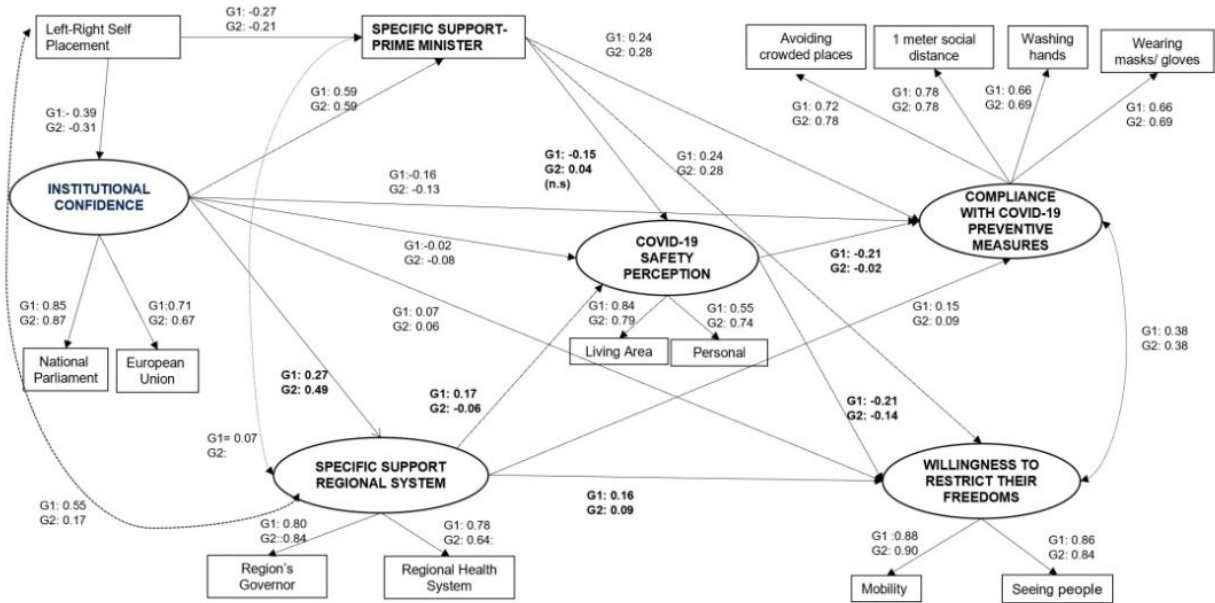 Left-Right Self
Placement
G1: -0.27
G2: -0.21
SPECIFIC SUPPORT-
PRIME MINISTER
G1: 0.24
G2: 0.28
Avoiding
crowded places
1 meter social
distance
Washing
hands
Wearing
masks/ gloves
G1:- 0.39
G2: -0.31
G1: 0.59
G2: 0.59
G1: 0.72
G2: 0.78
G1: 0.78
G2: 0.78
G1: 0.66
G2: 0.69
G1: 0.66
G2: 0.69
INSTITUTIONAL
CONFIDENCE
G1:-0.16
G2: -0.13
G1: -0.15
G2: 0.04
(n.s)
G1: 0.24
G2: 0.28
COMPLIANCE
WITH COVID-19
PREVENTIVE
MEASURES
G1:-0.02
G2: -0.08
COVID-19
SAFETY
PERCEPTION
G1: -0.21
G2: -0.02
G1: 0.85
G2: 0.87
G1:0.71
G2: 0.67
G1: 0.07
G2: 0.06
G1: 0.84
G2: 0.79
G1: 0.55
G2: 0.74
G1: 0.15
G2: 0.09
G1: 0.38
G2: 0.38
National
Parliament
European
Union
Living Area
Personal
G1: 0.27
G2: 0.49
G1: 0.17
G2: -0.06
G1: -0.21
G2: -0.14
G1= 0.07
G2:
SPECIFIC SUPPORT
REGIONAL SYSTEM
WILLINGNESS TO
RESTRICT THEIR
FREEDOMS
G1: 0.55
G2: 0.17
G1: 0.16
G2: 0.09
G1: 0.80
G2::0.84
G1: 0.78
G2: 0.64:
G1 :0.88
G2: 0.90
G1: 0.86
G2: 0.84
Region's
Governor
Regional Health
System
Mobility
Seeing people